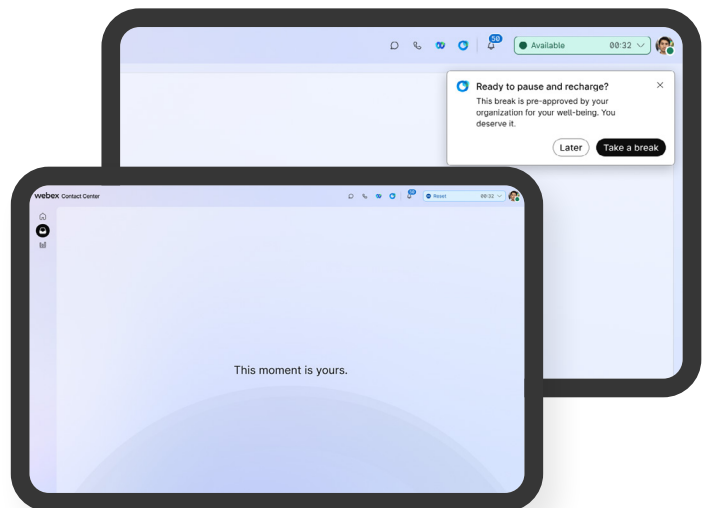 50
Available 00:32
Ready to pause and recharge?
This break is pre-approved by your
organization for your well-being. You
deserve it.
Later Take a break
webex Contact Center
50
Reset 00:32
This moment is yours.